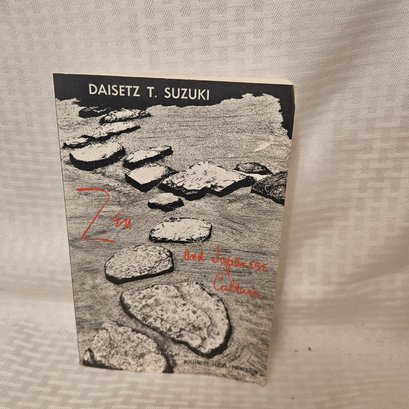 DAISETZ T. SUZUKI
Zen
And Japanese
Culture